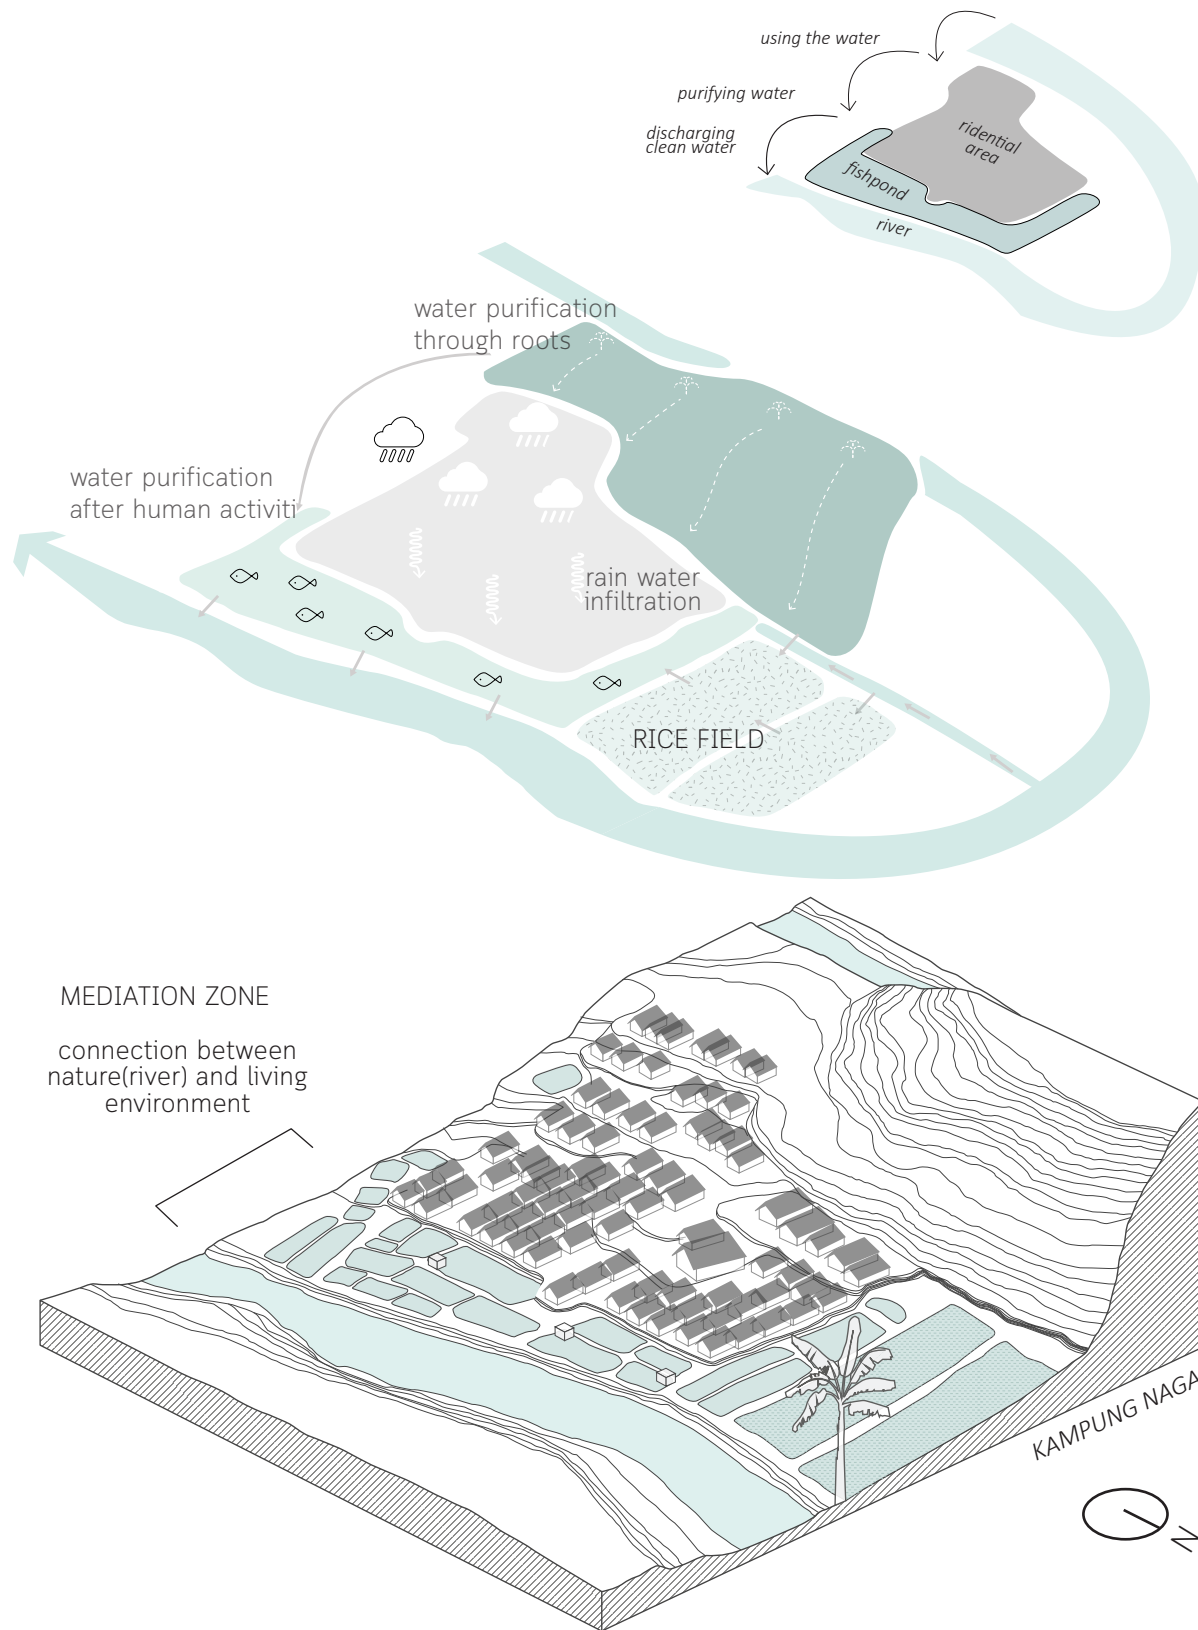 using the water
purifying water
discharging
clean water
ridential
area
fishpond
river
water purification
through roots
water purification
after human activiti
rain water
infiltration
RICE FIELD
MEDIATION ZONE
connection between
nature(river) and living
environment
KAMPUNG NAGA
N